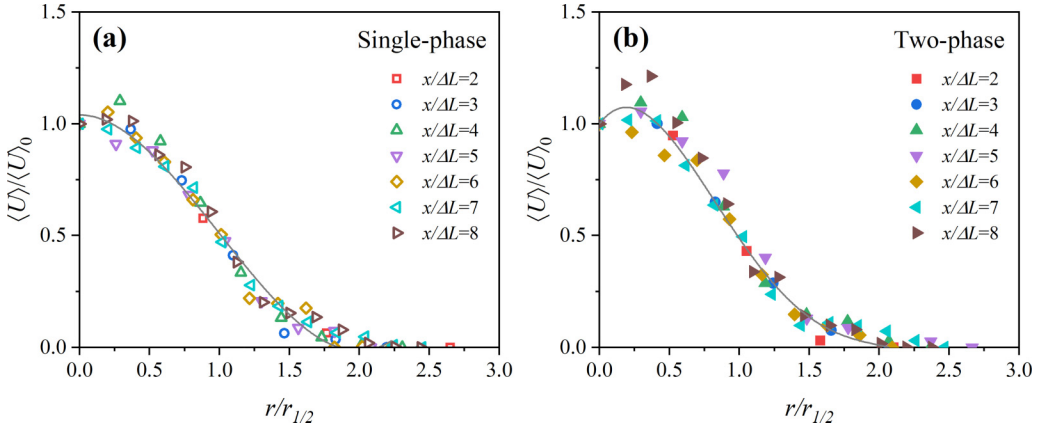 (a)
Single-phase
x/ΔL=2
x/ΔL=3
x/ΔL=4
x/ΔL=5
x/ΔL=6
x/ΔL=7
x/ΔL=8
1.5
1.0
0.5
0.0
⟨U⟩/⟨U⟩₀
0.0 0.5 1.0 1.5 2.0 2.5 3.0
r/r₁/₂
(b)
Two-phase
x/ΔL=2
x/ΔL=3
x/ΔL=4
x/ΔL=5
x/ΔL=6
x/ΔL=7
x/ΔL=8
1.5
1.0
0.5
0.0
⟨U⟩/⟨U⟩₀
0.0 0.5 1.0 1.5 2.0 2.5 3.0
r/r₁/₂